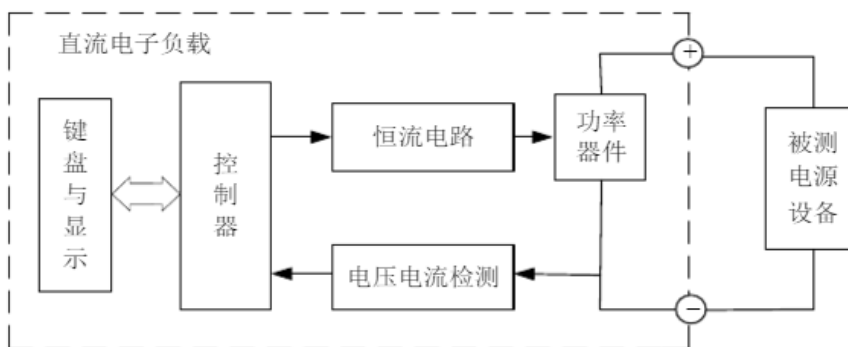 直流电子负载
键
盘
与
显
示
控
制
器
恒流电路
功率
器件
电压电流检测
被测
电源
设备
+
−